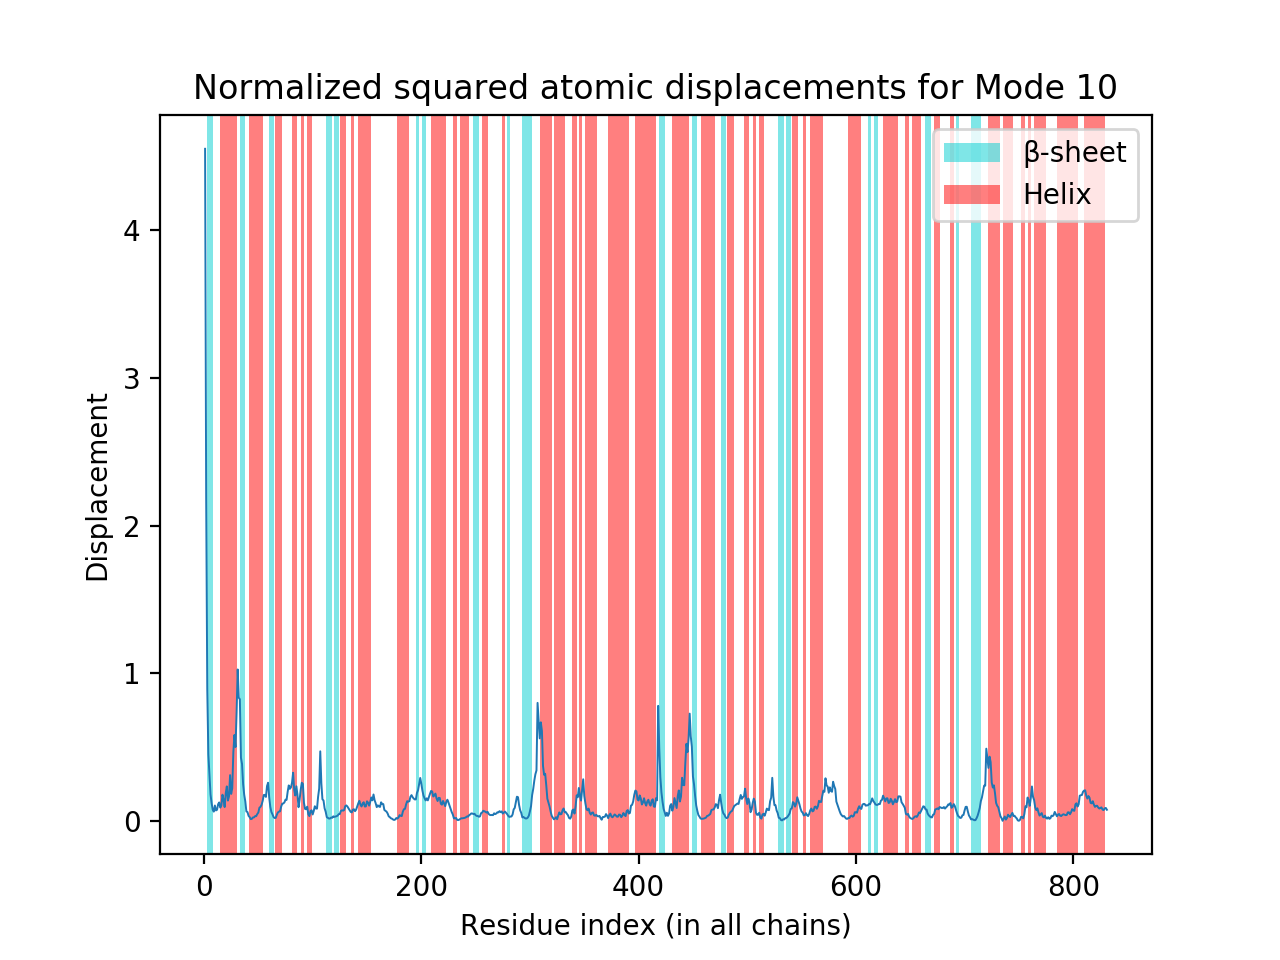 Normalized squared atomic displacements for Mode 10
β-sheet
Helix
4
3
2
1
0
Displacement
0 200 400 600 800
Residue index (in all chains)